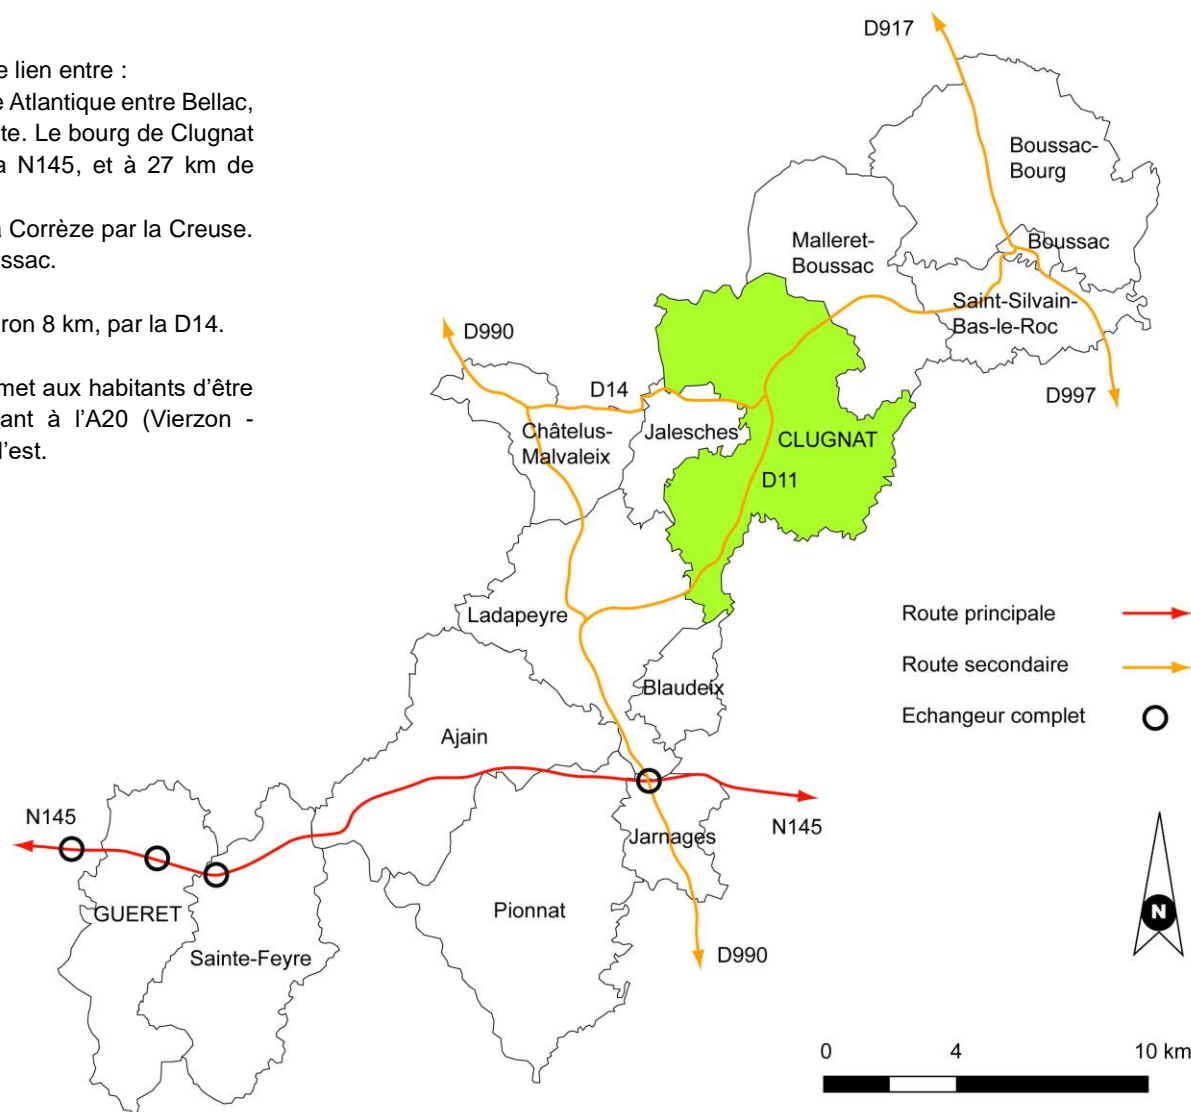 e lien entre :
e Atlantique entre Bellac,
te. Le bourg de Clugnat
a N145, et à 27 km de
a Corrèze par la Creuse.
ssac.
ron 8 km, par la D14.
met aux habitants d’être
ant à l’A20 (Vierzon -
l’est.
D917
Boussac-
Bourg
Boussac
Malleret-
Boussac
Saint-Silvain-
Bas-le-Roc
D997
D990
D14
Châtelus-
Malvaleix
Jalesches
CLUGNAT
D11
Ladapeyre
Blaudeix
Ajain
N145
GUERET
Sainte-Feyre
Pionnat
Jarnages
N145
D990
Route principale
Route secondaire
Echangeur complet
N
0 4 10 km